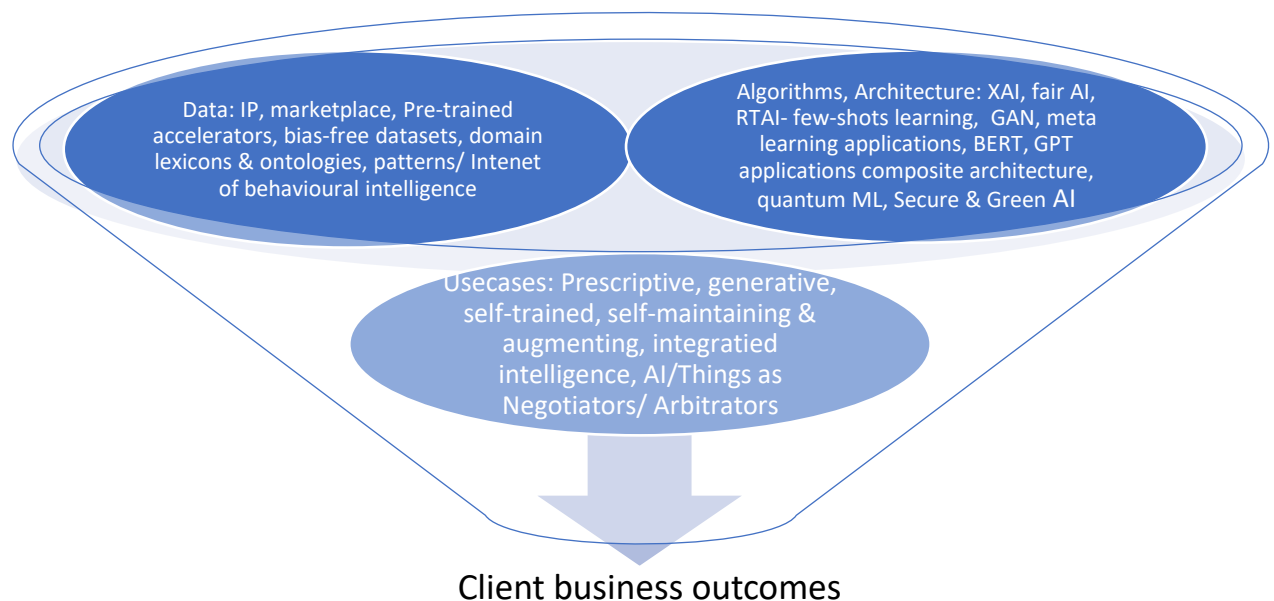 Data: IP, marketplace, Pre-trained
accelerators, bias-free datasets, domain
lexicons & ontologies, patterns/ Intenet
of behavioural intelligence
Algorithms, Architecture: XAI, fair AI,
RTAI- few-shots learning, GAN, meta
learning applications, BERT, GPT
applications composite architecture,
quantum ML, Secure & Green AI
Usecases: Prescriptive, generative,
self-trained, self-maintaining &
augmenting, integratied
intelligence, AI/Things as
Negotiators/ Arbitrators
Client business outcomes